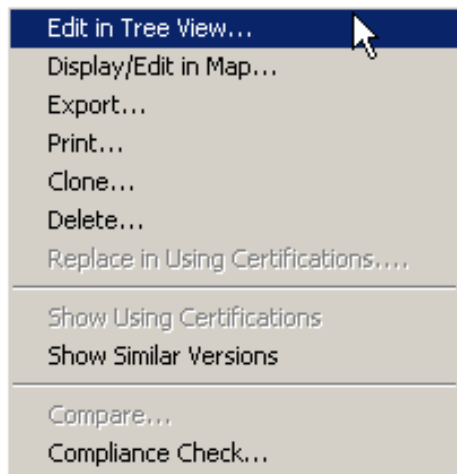 Edit in Tree View...
Display/Edit in Map...
Export...
Print...
Clone...
Delete...
Replace in Using Certifications....
Show Using Certifications
Show Similar Versions
Compare...
Compliance Check...